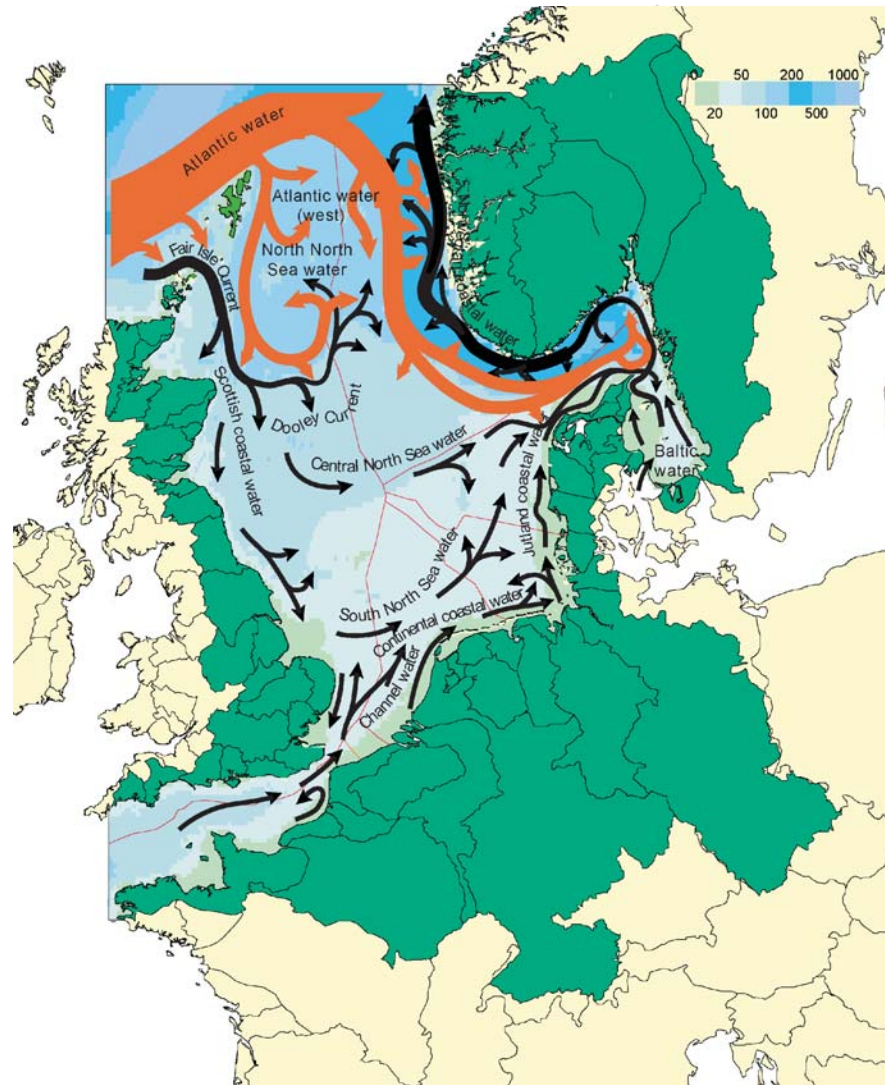 0 50 200 1000
20 100 500
Atlantic water
Atlantic water
(west)
Fair Isle' Current
North North
Sea water
Norwegian coastal water
Scottish coastal water
Dooley Current
Central North Sea water
Jutland coastal water
Baltic
water
South North Sea water
Continental coastal water
Channel water